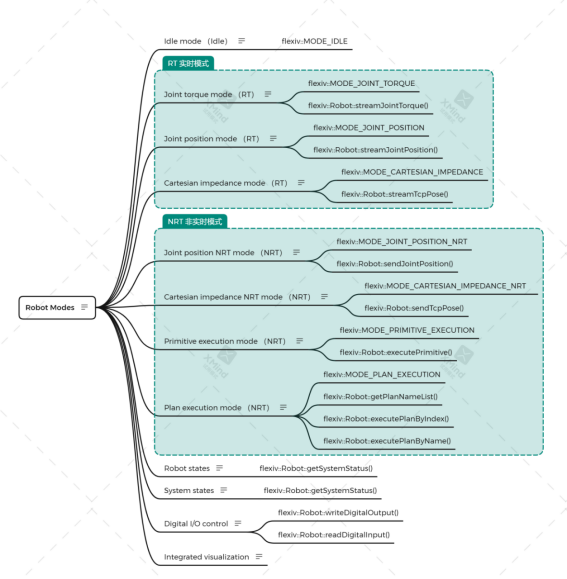 Idle mode （Idle）
flexiv::MODE_IDLE
RT 实时模式
Joint torque mode （RT）
flexiv::MODE_JOINT_TORQUE
flexiv::Robot::streamJointTorque()
Joint position mode （RT）
flexiv::MODE_JOINT_POSITION
flexiv::Robot::streamJointPosition()
Cartesian impedance mode （RT）
flexiv::MODE_CARTESIAN_IMPEDANCE
flexiv::Robot::streamTcpPose()
NRT 非实时模式
Joint position NRT mode （NRT）
flexiv::MODE_JOINT_POSITION_NRT
flexiv::Robot::sendJointPosition()
Cartesian impedance NRT mode （NRT）
flexiv::MODE_CARTESIAN_IMPEDANCE_NRT
flexiv::Robot::sendTcpPose()
Robot Modes
Primitive execution mode （NRT）
flexiv::MODE_PRIMITIVE_EXECUTION
flexiv::Robot::executePrimitive()
Plan execution mode （NRT）
flexiv::MODE_PLAN_EXECUTION
flexiv::Robot::getPlanNameList()
flexiv::Robot::executePlanByIndex()
flexiv::Robot::executePlanByName()
Robot states
flexiv::Robot::getSystemStatus()
System states
flexiv::Robot::getSystemStatus()
Digital I/O control
flexiv::Robot::writeDigitalOutput()
flexiv::Robot::readDigitalInput()
Integrated visualization
XMind
XMind
XMind
XMind